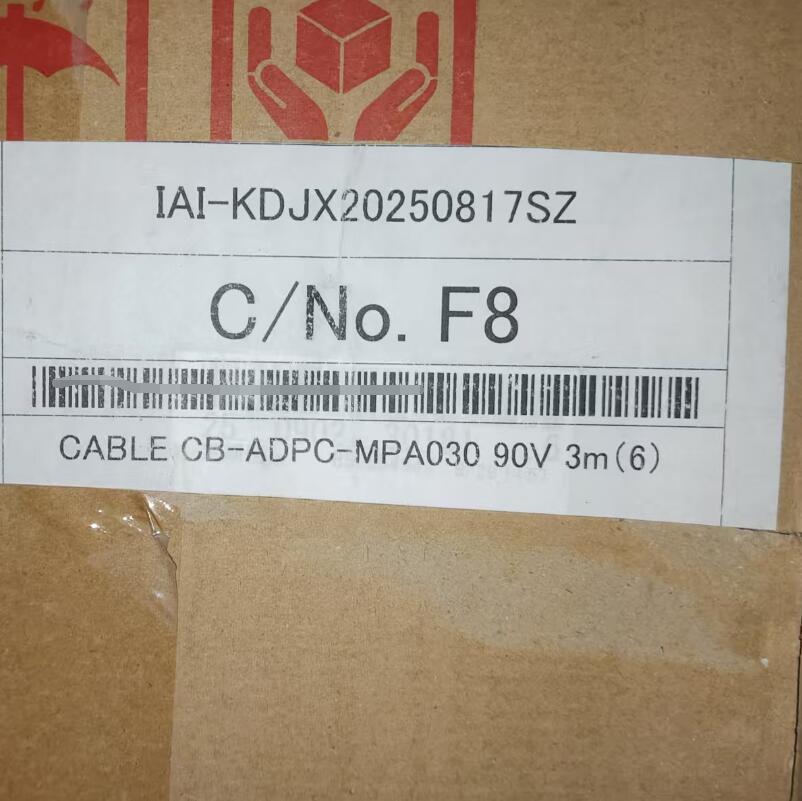 IAI-KDJX20250817SZ
C/No. F8
CABLE CB-ADPC-MPA030 90V 3m(6)